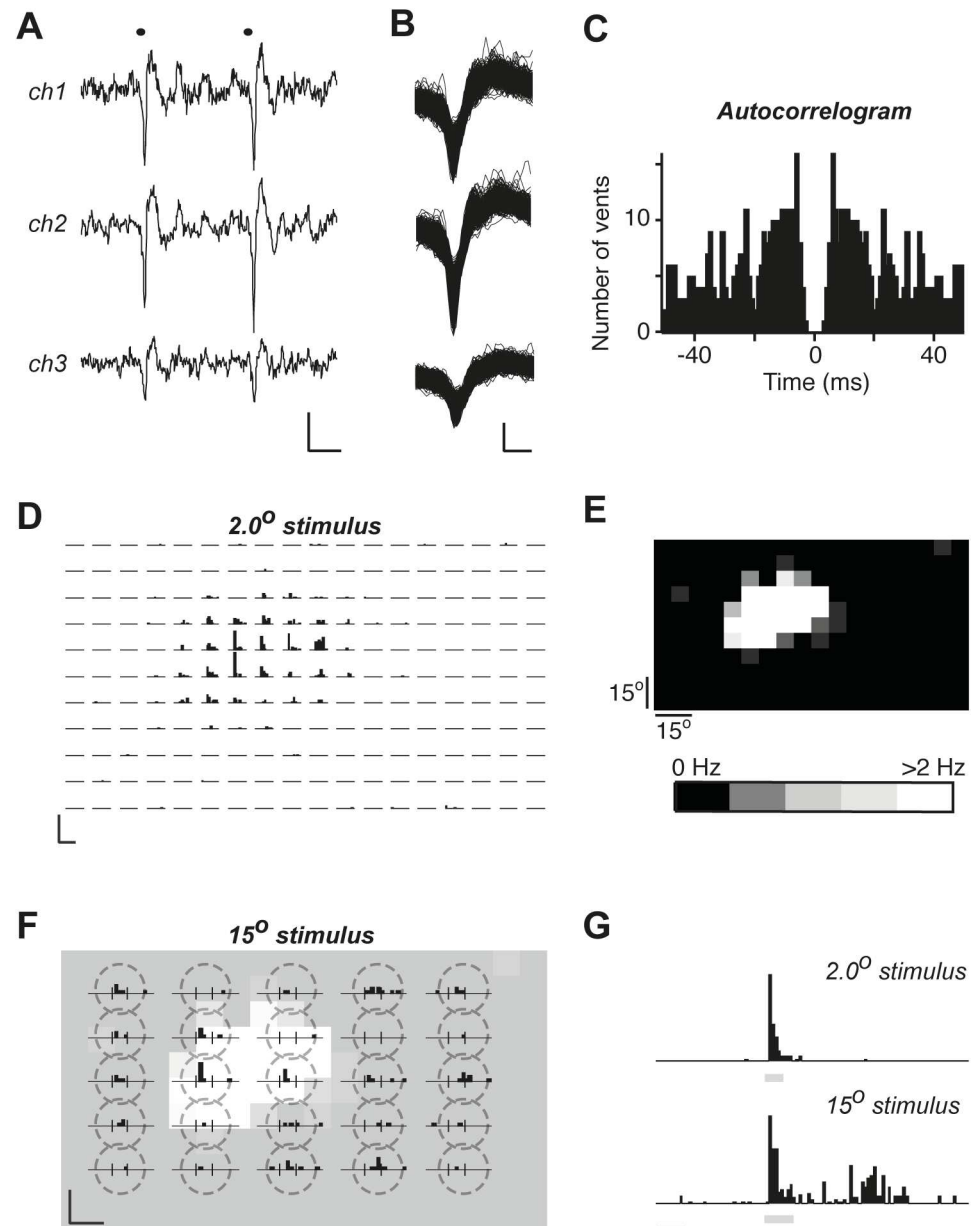 A
B
C
ch1
ch2
ch3
Autocorrelogram
Number of vents
10
0
-40
0
40
Time (ms)
D
2.0° stimulus
E
15°
15°
0 Hz
>2 Hz
F
15° stimulus
G
2.0° stimulus
15° stimulus